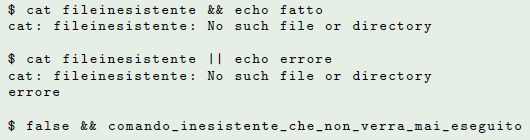 $ cat fileinesistente && echo fatto
cat: fileinesistente: No such file or directory
$ cat fileinesistente || echo errore
cat: fileinesistente: No such file or directory
errore
$ false && comando_inesistente_che_non_verra_mai_eseguito